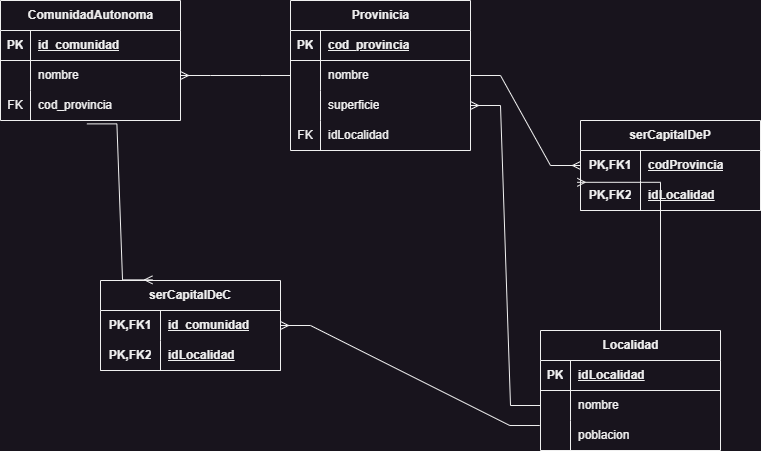 ComunidadAutonoma
PK id_comunidad
nombre
FK cod_provincia
Provinicia
PK cod_provincia
nombre
superficie
FK idLocalidad
serCapitalDeP
PK,FK1 codProvincia
PK,FK2 idLocalidad
serCapitalDeC
PK,FK1 id_comunidad
PK,FK2 idLocalidad
Localidad
PK idLocalidad
nombre
poblacion